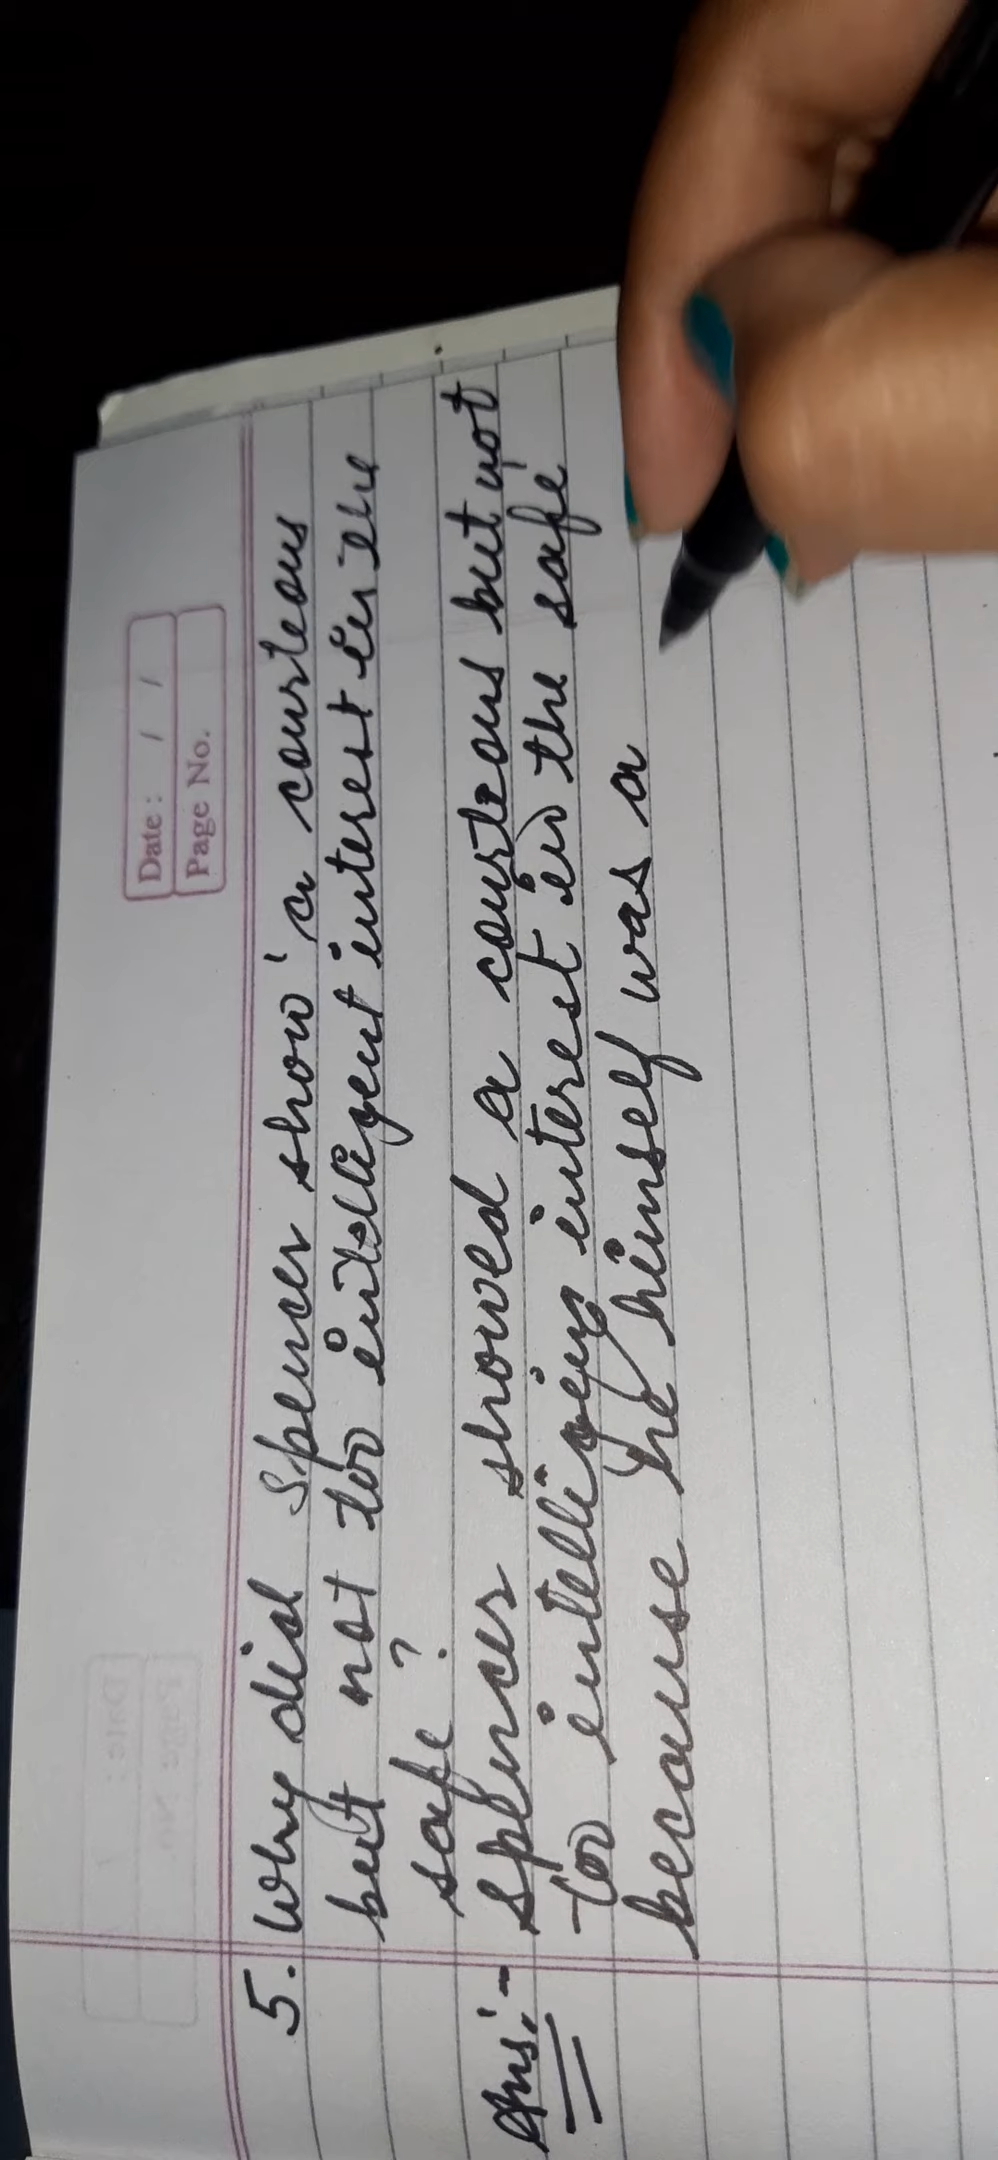 Date: / /
Page No.
5. Why did Spencer show 'a courteous
but not too intelligent interest in the
safe ?
Ans:- Spencer showed a courteous but not
too intelligeny interest in the safe
because he himself was a